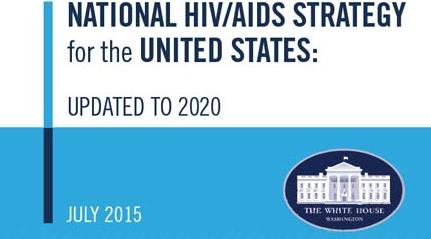 NATIONAL HIV/AIDS STRATEGY
for the UNITED STATES:
UPDATED TO 2020
JULY 2015
THE WHITE HOUSE
WASHINGTON